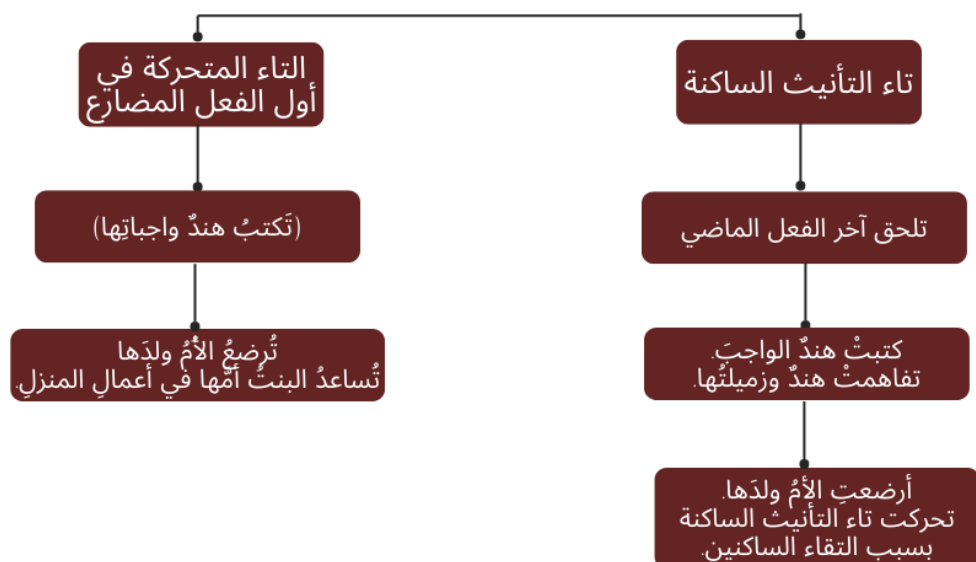 تاء التأنيث الساكنة
تلحق آخر الفعل الماضي
كتبتْ هندٌ الواجبَ.
تفاهمتْ هندٌ وزميلتُها.
أرضعتِ الأمُ ولدَها.
تحركت تاء التأنيث الساكنة
بسبب التقاء الساكنين.
التاء المتحركة في
أول الفعل المضارع
(تَكتبُ هندٌ واجباتِها)
تُرضعُ الأمُ ولدَها
تُساعدُ البنتُ أمَّها في أعمالِ المنزلِ.